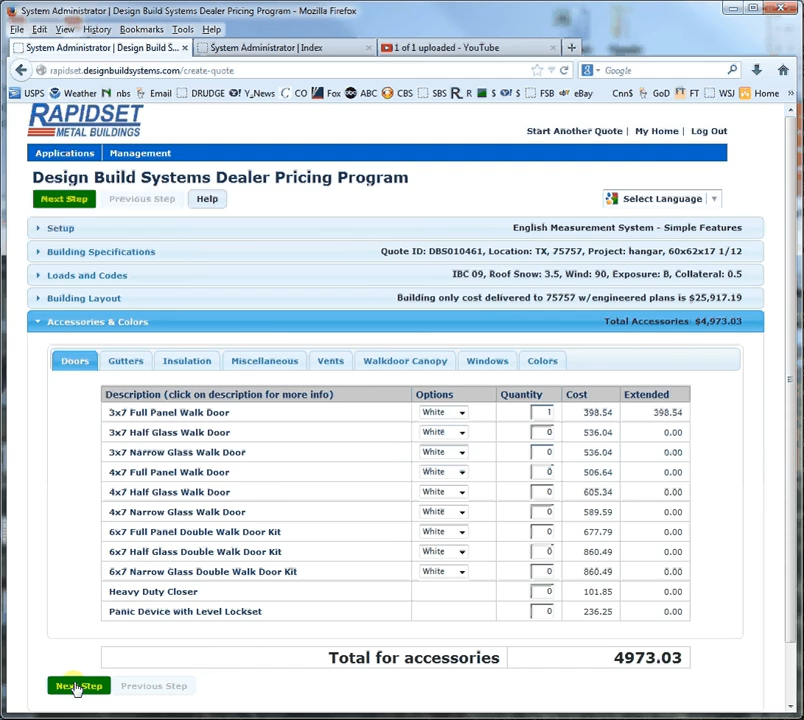 System Administrator | Design Build Systems Dealer Pricing Program - Mozilla Firefox
File Edit View History Bookmarks Tools Help
System Administrator | Design Build S... × System Administrator | Index × 1 of 1 uploaded - YouTube × +
rapidset.designbuildsystems.com/create-quote Google
USPS Weather nbs Email DRUDGE Y_News CO Fox ABC CBS SBS R $ $ FSB eBay Cnn$ GoD FT WSJ Home »
RAPIDSET
METAL BUILDINGS
Start Another Quote | My Home | Log Out
Applications Management
Design Build Systems Dealer Pricing Program
Next Step Previous Step Help Select Language ▼
Setup English Measurement System - Simple Features
Building Specifications Quote ID: DBS010461, Location: TX, 75757, Project: hangar, 60x62x17 1/12
Loads and Codes IBC 09, Roof Snow: 3.5, Wind: 90, Exposure: B, Collateral: 0.5
Building Layout Building only cost delivered to 75757 w/engineered plans is $25,917.19
Accessories & Colors Total Accessories $4,973.03
Doors Gutters Insulation Miscellaneous Vents Walkdoor Canopy Windows Colors
Description (click on description for more info) Options Quantity Cost Extended
3x7 Full Panel Walk Door White 1 398.54 398.54
3x7 Half Glass Walk Door White 0 536.04 0.00
3x7 Narrow Glass Walk Door White 0 536.04 0.00
4x7 Full Panel Walk Door White 0 506.64 0.00
4x7 Half Glass Walk Door White 0 605.34 0.00
4x7 Narrow Glass Walk Door White 0 589.59 0.00
6x7 Full Panel Double Walk Door Kit White 0 677.79 0.00
6x7 Half Glass Double Walk Door Kit White 0 860.49 0.00
6x7 Narrow Glass Double Walk Door Kit White 0 860.49 0.00
Heavy Duty Closer 0 101.85 0.00
Panic Device with Level Lockset 0 236.25 0.00
Total for accessories 4973.03
Next Step Previous Step